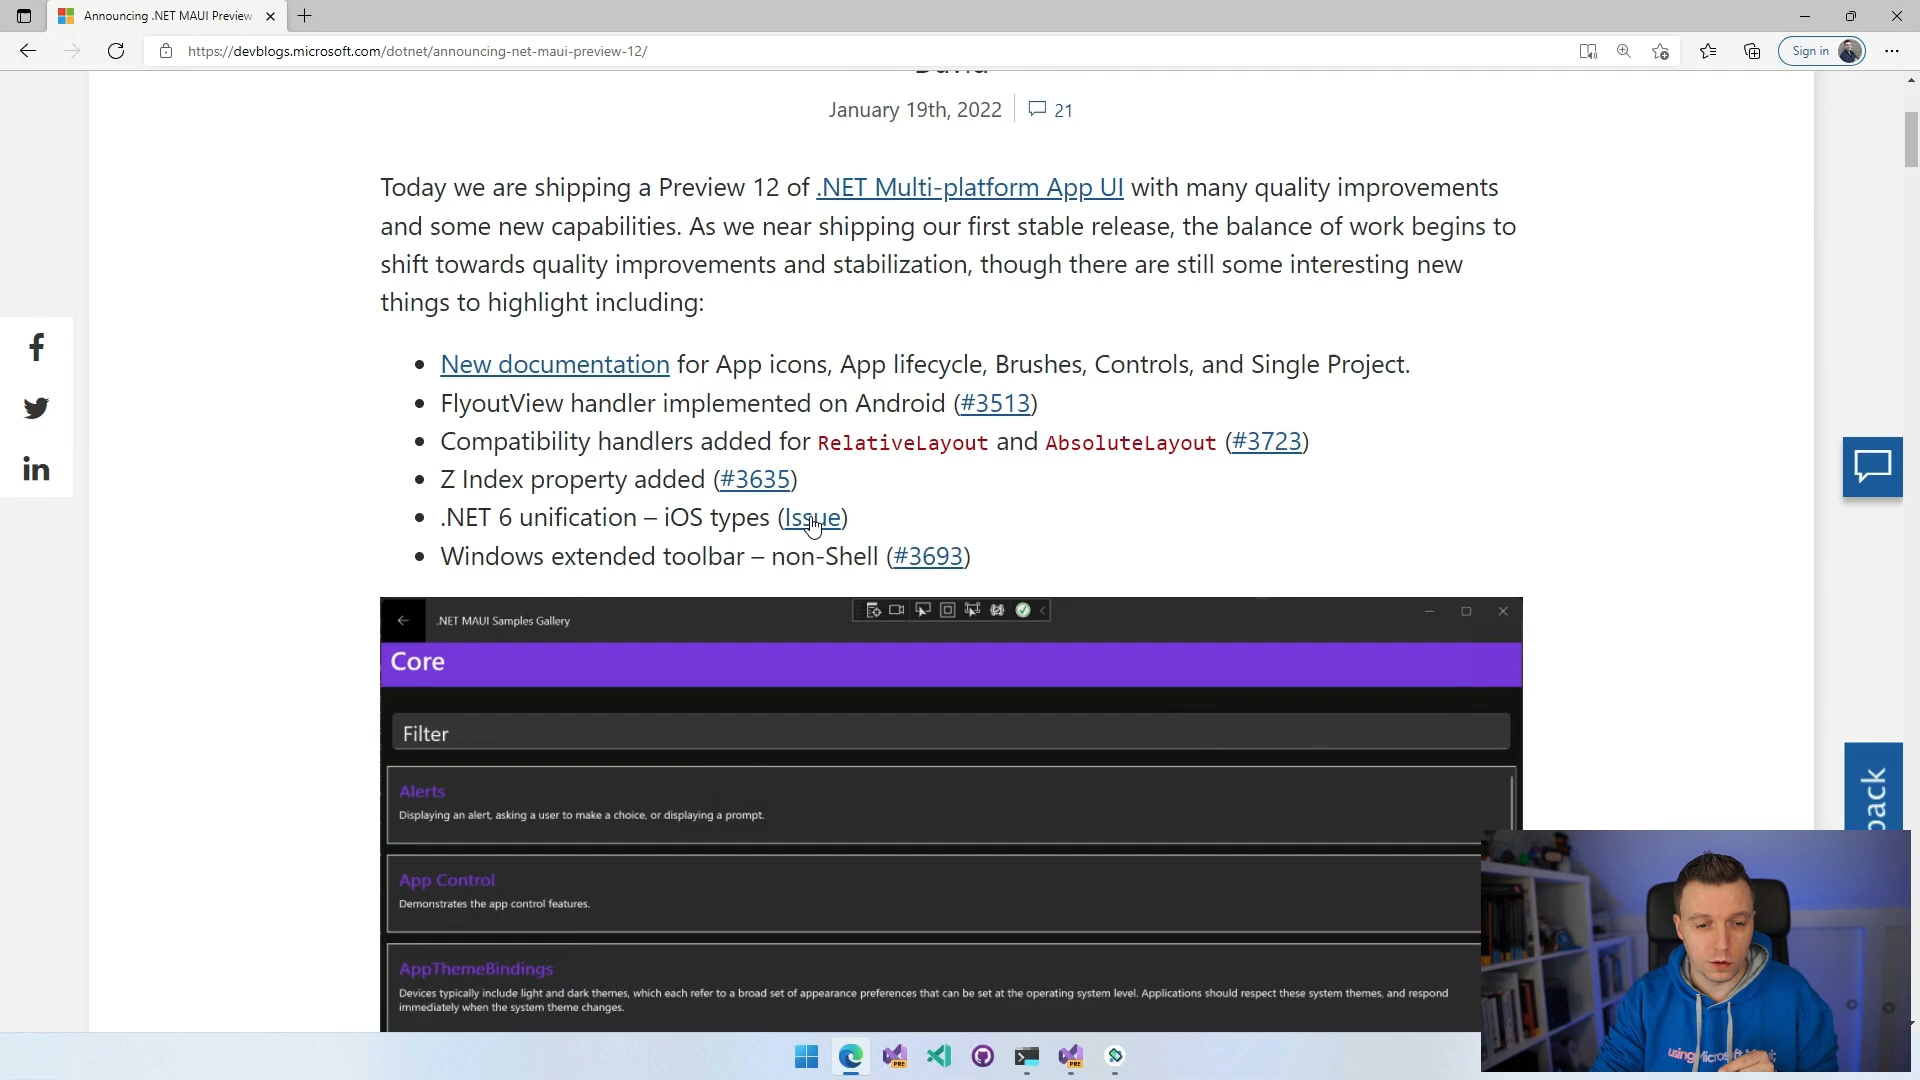 Announcing .NET MAUI Preview
https://devblogs.microsoft.com/dotnet/announcing-net-maui-preview-12/
Sign in
David
January 19th, 2022
21
Today we are shipping a Preview 12 of .NET Multi-platform App UI with many quality improvements
and some new capabilities. As we near shipping our first stable release, the balance of work begins to
shift towards quality improvements and stabilization, though there are still some interesting new
things to highlight including:
New documentation for App icons, App lifecycle, Brushes, Controls, and Single Project.
FlyoutView handler implemented on Android (#3513)
Compatibility handlers added for RelativeLayout and AbsoluteLayout (#3723)
Z Index property added (#3635)
.NET 6 unification – iOS types (Issue)
Windows extended toolbar – non-Shell (#3693)
.NET MAUI Samples Gallery
Core
Filter
Alerts
Displaying an alert, asking a user to make a choice, or displaying a prompt.
App Control
Demonstrates the app control features.
AppThemeBindings
Devices typically include light and dark themes, which each refer to a broad set of appearance preferences that can be set at the operating system level. Applications should respect these system themes, and respond
immediately when the system theme changes.
back
PRE
PRE
using Microsoft.Maui;